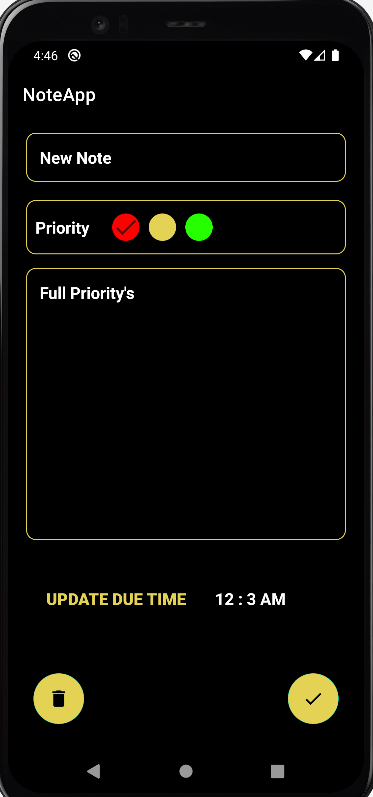 4:46
NoteApp
New Note
Priority
Full Priority's
UPDATE DUE TIME 12 : 3 AM